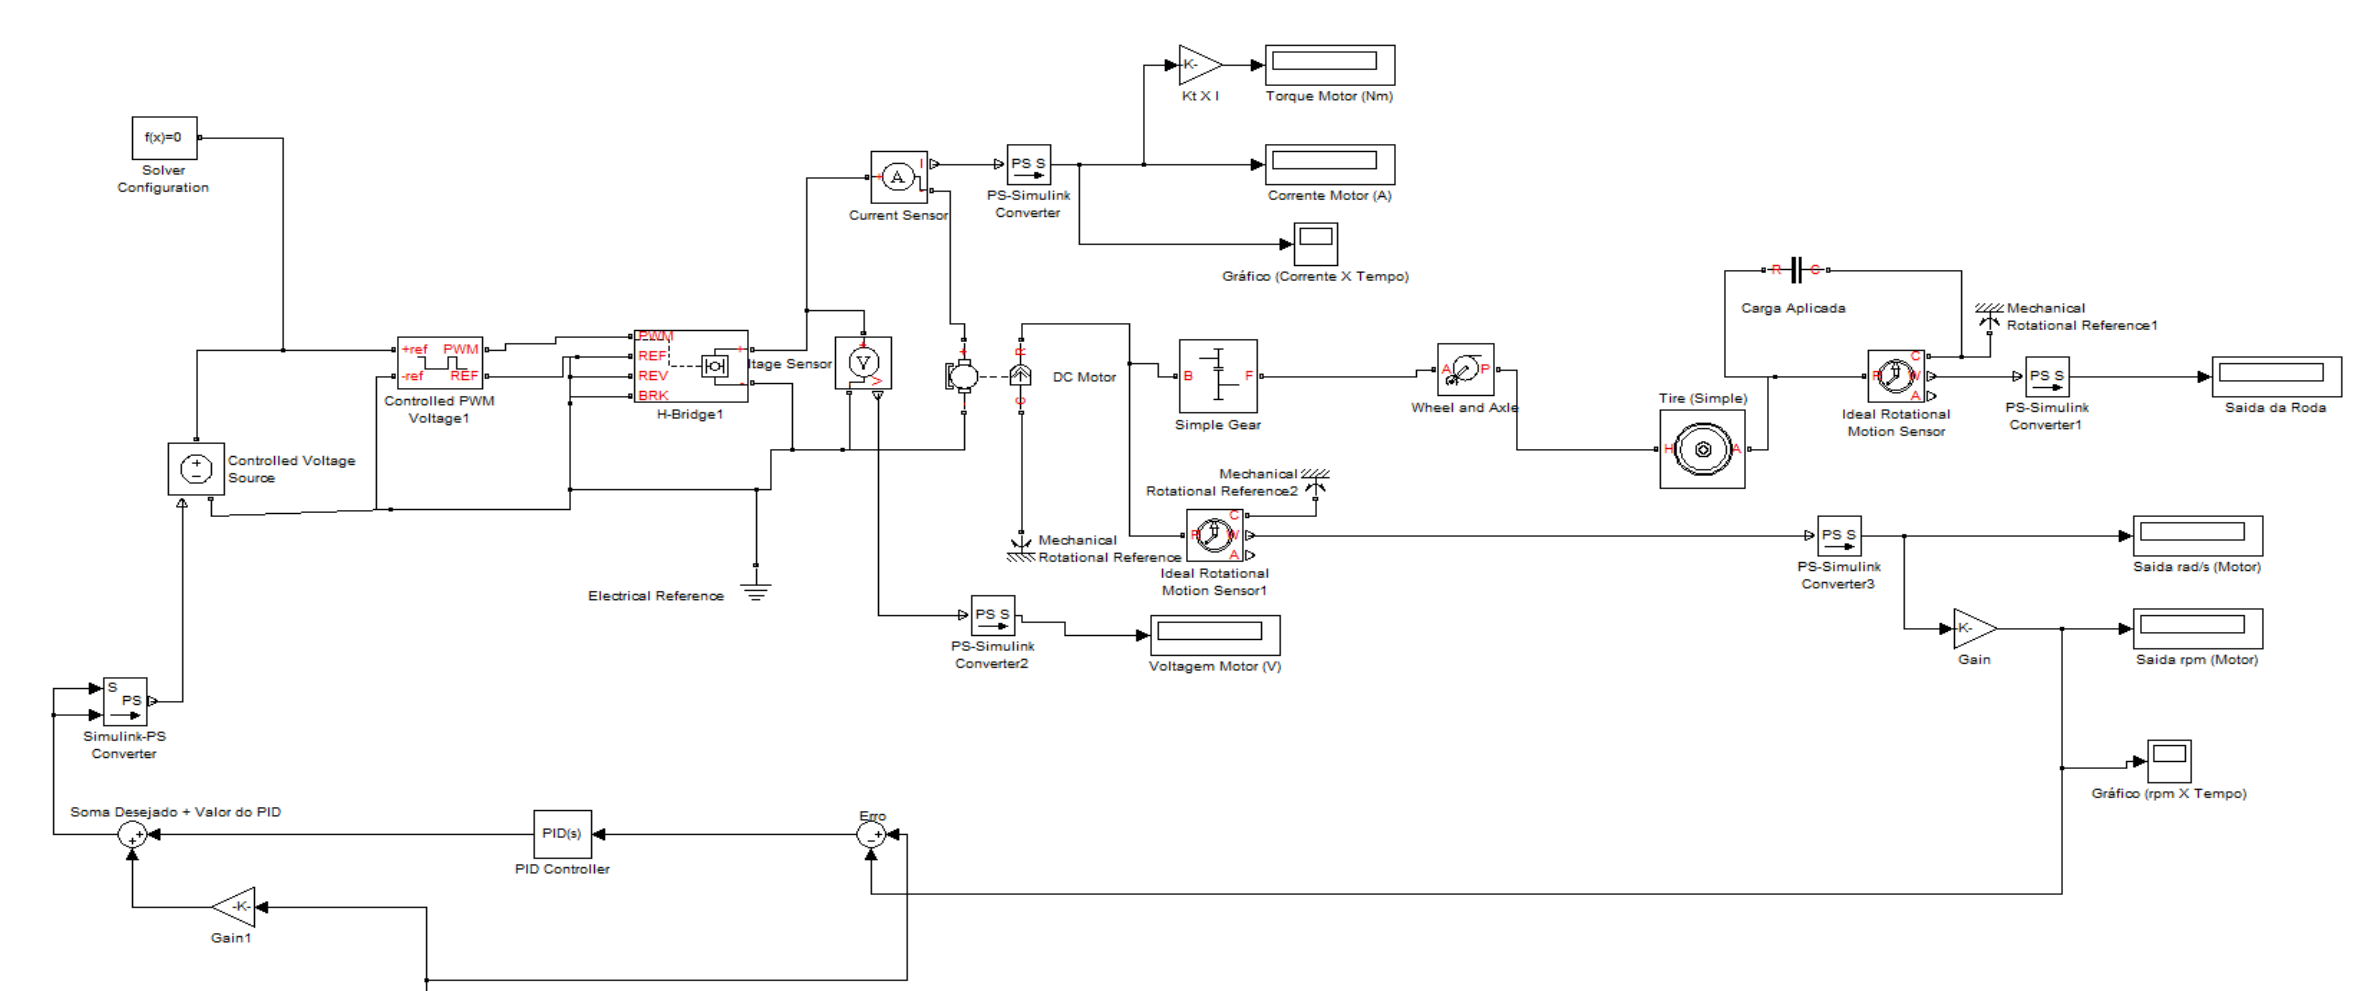 K-
Kt X I
Torque Motor (Nm)
f(x)=0
Solver
Configuration
I
+
A
-
Current Sensor
PS S
PS-Simulink
Converter
Corrente Motor (A)
Gráfico (Corrente X Tempo)
R
C
Carga Aplicada
Mechanical
Rotational Reference1
+ref
PWM
-ref
REF
Controlled PWM
Voltage1
PWM
REF
REV
BRK
+
-
H-Bridge1
ltage Sensor
+
V
V
-
+
R
C
DC Motor
B
F
Simple Gear
A
P
Wheel and Axle
Tire (Simple)
H
A
R
C
W
A
Ideal Rotational
Motion Sensor
PS S
PS-Simulink
Converter1
Saida da Roda
Controlled Voltage
Source
Mechanical
Rotational Reference2
Mechanical
Rotational Reference
R
C
W
A
Ideal Rotational
Motion Sensor1
PS S
PS-Simulink
Converter3
Saida rad/s (Motor)
Electrical Reference
PS S
PS-Simulink
Converter2
Voltagem Motor (V)
K-
Gain
Saida rpm (Motor)
S
PS
Simulink-PS
Converter
Gráfico (rpm X Tempo)
Soma Desejado + Valor do PID
+
+
PID(s)
PID Controller
Erro
+
−
-K-
Gain1